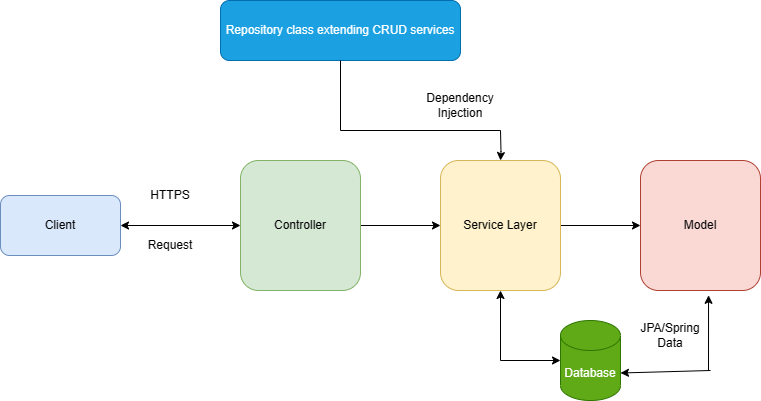 Repository class extending CRUD services
Dependency
Injection
HTTPS
Client
Controller
Service Layer
Model
Request
JPA/Spring
Data
Database